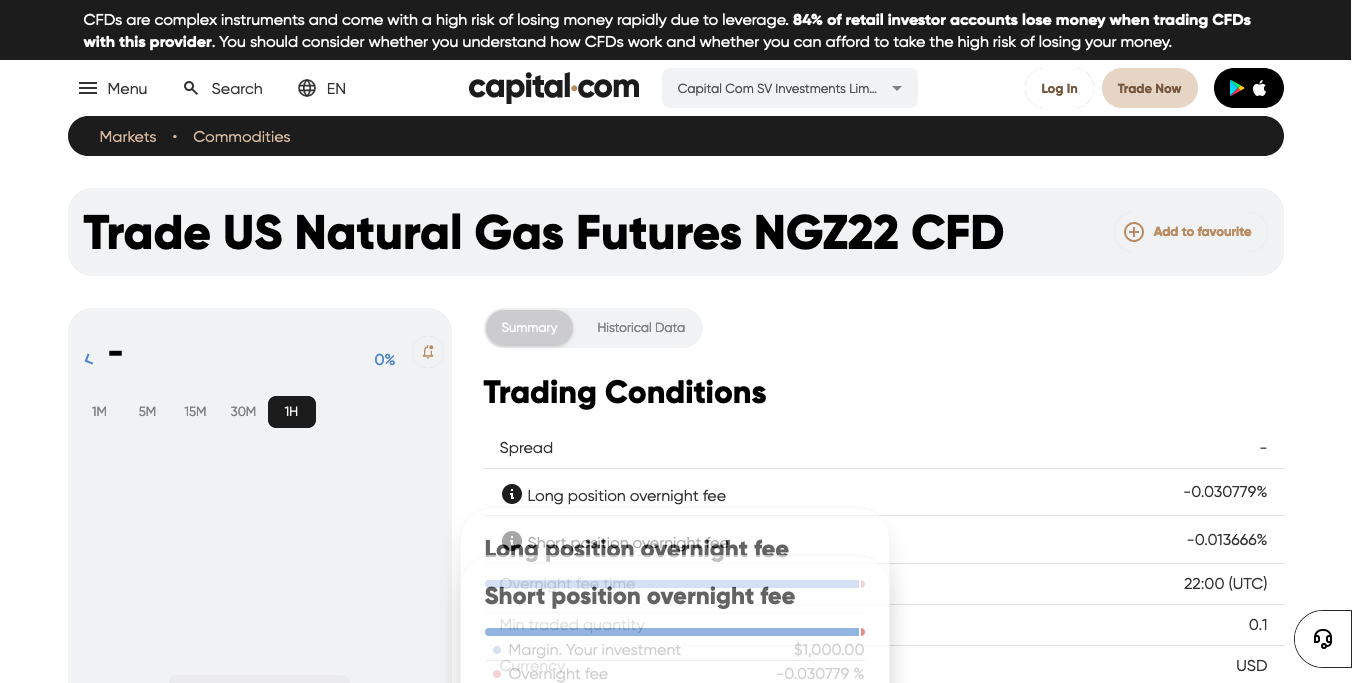 CFDs are complex instruments and come with a high risk of losing money rapidly due to leverage. 84% of retail investor accounts lose money when trading CFDs
with this provider. You should consider whether you understand how CFDs work and whether you can afford to take the high risk of losing your money.
Menu Search EN capital.com Capital Com SV Investments Lim... Log In Trade Now
Markets • Commodities
Trade US Natural Gas Futures NGZ22 CFD Add to favourite
- 0%
1M 5M 15M 30M 1H
Summary Historical Data
Trading Conditions
Spread -
Long position overnight fee -0.030779%
Short position overnight fee -0.013666%
Long position overnight fee
Overnight fee time 22:00 (UTC)
Short position overnight fee
Min traded quantity 0.1
Margin. Your investment $1,000.00
Currency USD
Overnight fee -0.030779 %